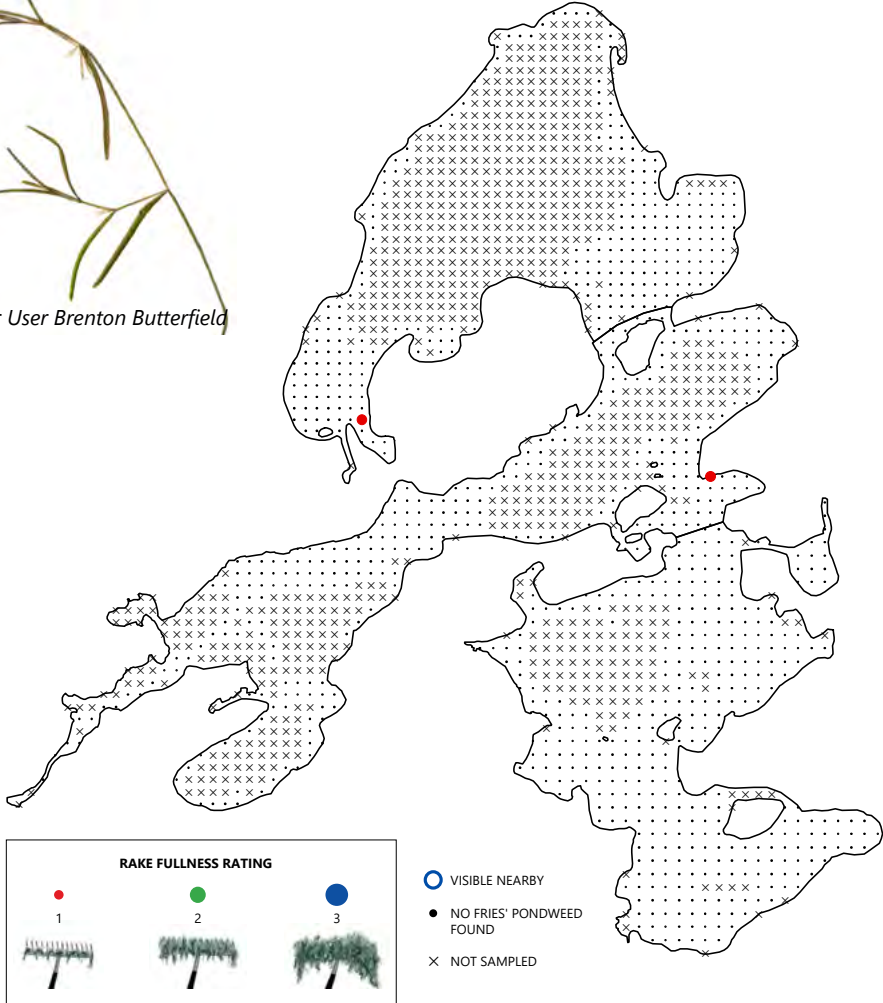 User Brenton Butterfield
RAKE FULLNESS RATING
1
2
3
VISIBLE NEARBY
NO FRIES' PONDWEED
FOUND
NOT SAMPLED